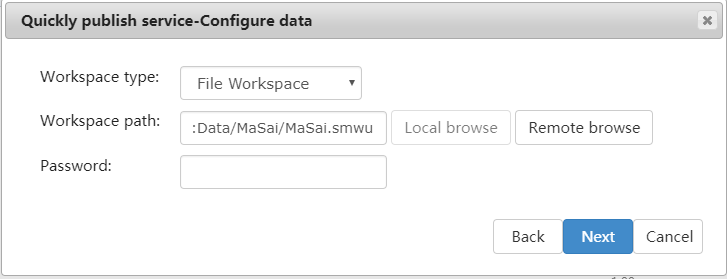 Quickly publish service-Configure data
Workspace type: File Workspace
Workspace path: :Data/MaSai/MaSai.smwu Local browse Remote browse
Password:
Back Next Cancel